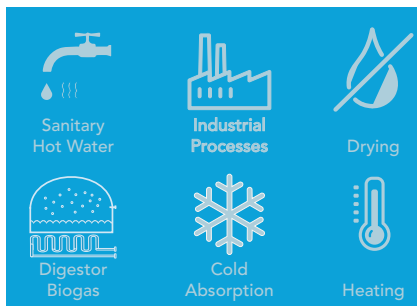 Sanitary
Hot Water
Industrial
Processes
Drying
Digestor
Biogas
Cold
Absorption
Heating